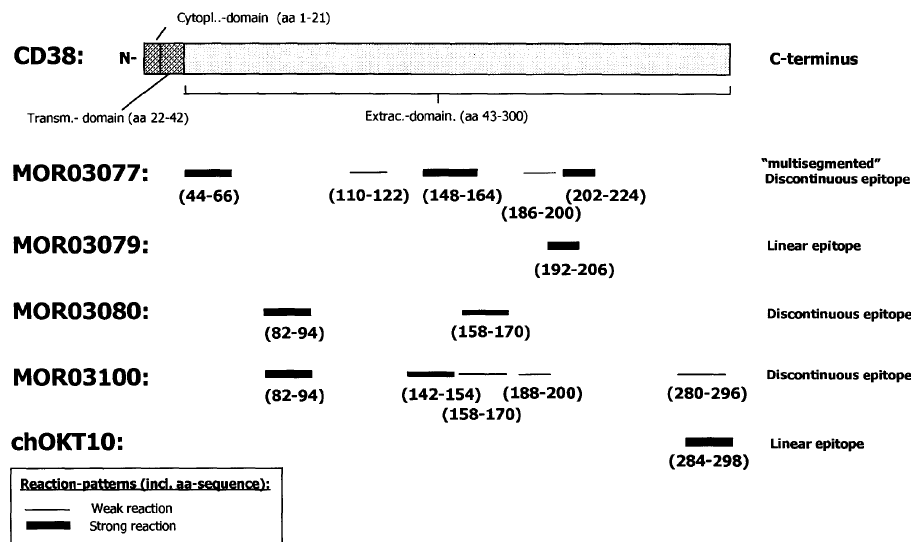 Cytopl..-domain (aa 1-21)
CD38: N- C-terminus
Transm.- domain (aa 22-42) Extrac.-domain. (aa 43-300)
MOR03077: "multisegmented"
Discontinuous epitope
(44-66) (110-122) (148-164) (202-224)
(186-200)
MOR03079: Linear epitope
(192-206)
MOR03080: Discontinuous epitope
(82-94) (158-170)
MOR03100: Discontinuous epitope
(82-94) (142-154) (188-200) (280-296)
(158-170)
chOKT10: Linear epitope
(284-298)
Reaction-patterns (incl. aa-sequence):
Weak reaction
Strong reaction